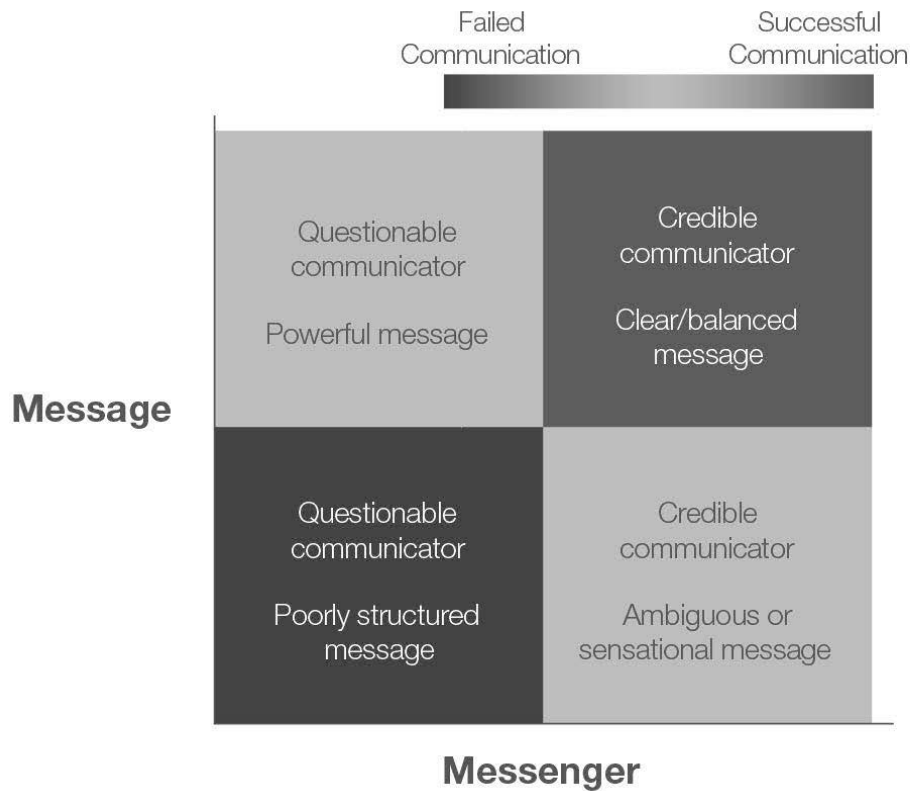 Failed
Communication
Successful
Communication
Questionable
communicator
Powerful message
Credible
communicator
Clear/balanced
message
Message
Questionable
communicator
Poorly structured
message
Credible
communicator
Ambiguous or
sensational message
Messenger